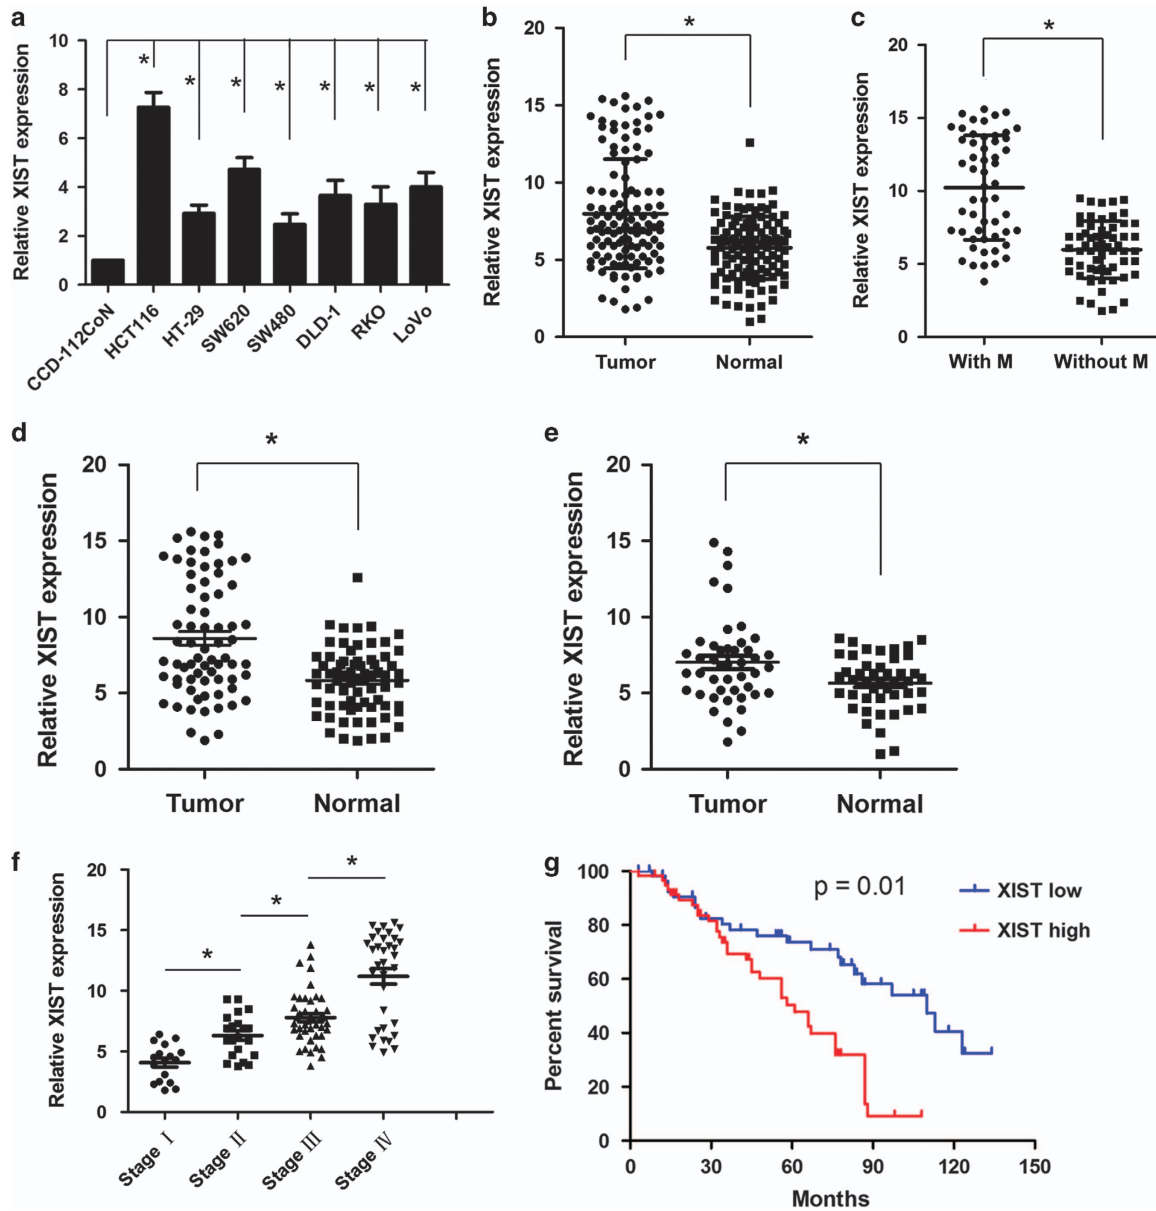 a
Relative XIST expression
10
8
6
4
2
0
* * * * * * *
CCD-112CoN
HCT116
HT-29
SW620
SW480
DLD-1
RKO
LoVo
b
Relative XIST expression
20
15
10
5
0
*
Tumor Normal
c
Relative XIST expression
20
15
10
5
0
*
With M Without M
d
Relative XIST expression
20
15
10
5
0
*
Tumor Normal
e
Relative XIST expression
20
15
10
5
0
*
Tumor Normal
f
Relative XIST expression
20
15
10
5
0
* * *
Stage I
Stage II
Stage III
Stage IV
g
Percent survival
100
80
60
40
20
0
p = 0.01
XIST low
XIST high
0 30 60 90 120 150
Months